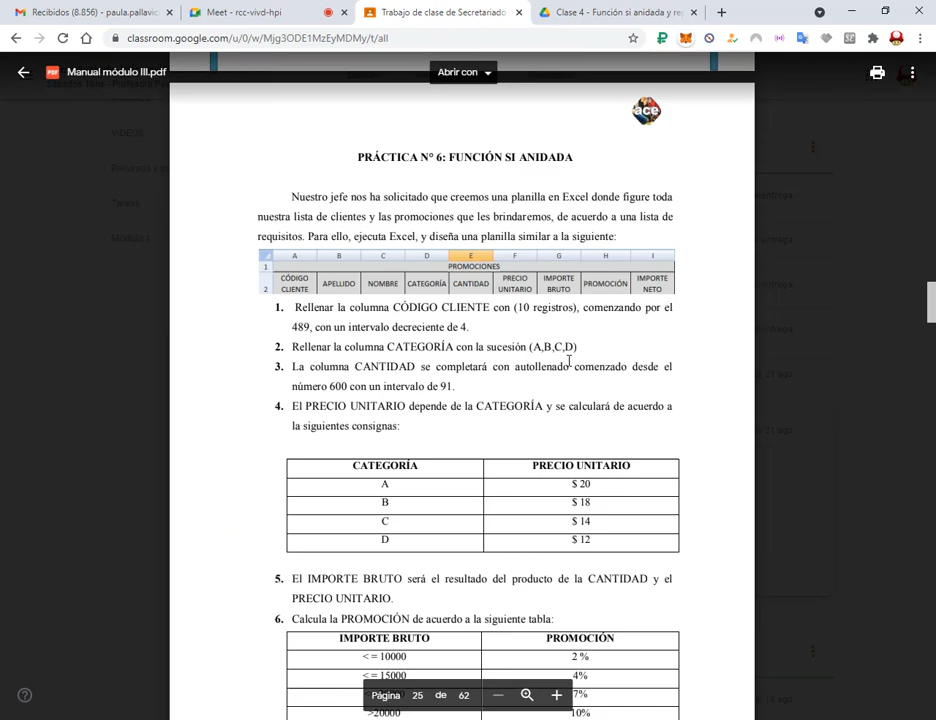 Recibidos (8.856) - paula.pallavic
Meet - rcc-vivd-hpi
Trabajo de clase de Secretariado
Clase 4 - Función si anidada y re
classroom.google.com/u/0/w/Mjg3ODE1MzEyMDMy/t/all
Manual módulo III.pdf
Abrir con
ace
PRÁCTICA N° 6: FUNCIÓN SI ANIDADA
Nuestro jefe nos ha solicitado que creemos una planilla en Excel donde figure toda
nuestra lista de clientes y las promociones que les brindaremos, de acuerdo a una lista de
requisitos. Para ello, ejecuta Excel, y diseña una planilla similar a la siguiente:
A B C D E F G H I
1 PROMOCIONES
2 CÓDIGO CLIENTE APELLIDO NOMBRE CATEGORÍA CANTIDAD PRECIO UNITARIO IMPORTE BRUTO PROMOCIÓN IMPORTE NETO
1. Rellenar la columna CÓDIGO CLIENTE con (10 registros), comenzando por el
489, con un intervalo decreciente de 4.
2. Rellenar la columna CATEGORÍA con la sucesión (A,B,C,D)
3. La columna CANTIDAD se completará con autollenado comenzado desde el
número 600 con un intervalo de 91.
4. El PRECIO UNITARIO depende de la CATEGORÍA y se calculará de acuerdo a
la siguientes consignas:
CATEGORÍA PRECIO UNITARIO
A $ 20
B $ 18
C $ 14
D $ 12
5. El IMPORTE BRUTO será el resultado del producto de la CANTIDAD y el
PRECIO UNITARIO.
6. Calcula la PROMOCIÓN de acuerdo a la siguiente tabla:
IMPORTE BRUTO PROMOCIÓN
< = 10000 2 %
< = 15000 4%
7%
>20000 10%
Página 25 de 62
VIDEOS
Tareas